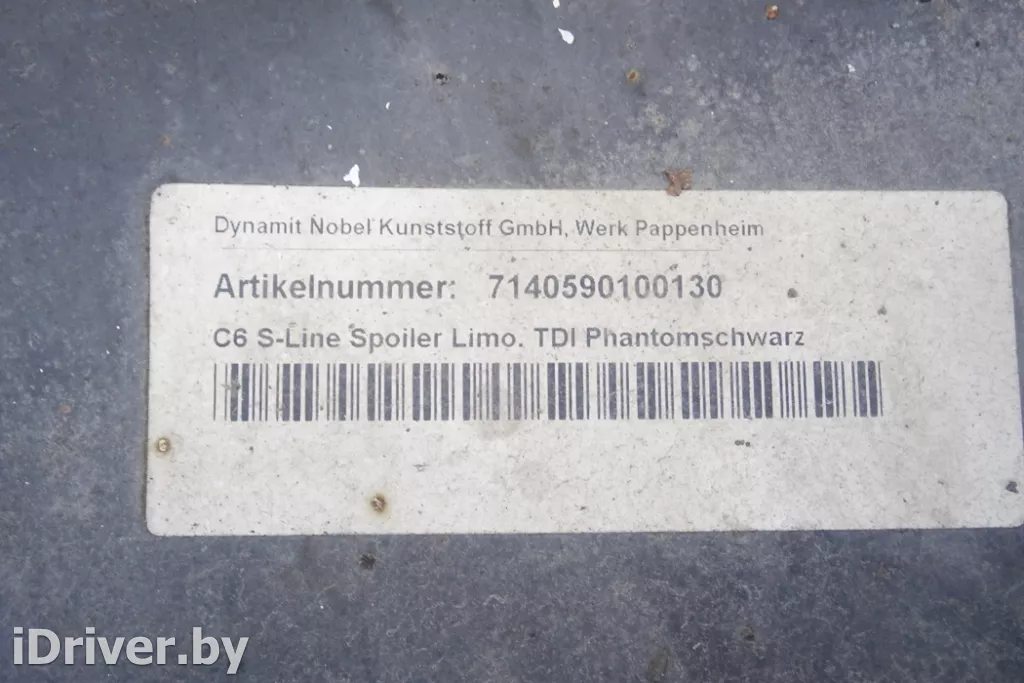 Dynamit Nobel Kunststoff GmbH, Werk Pappenheim
Artikelnummer: 7140590100130
C6 S-Line Spoiler Limo. TDI Phantomschwarz
iDriver.by